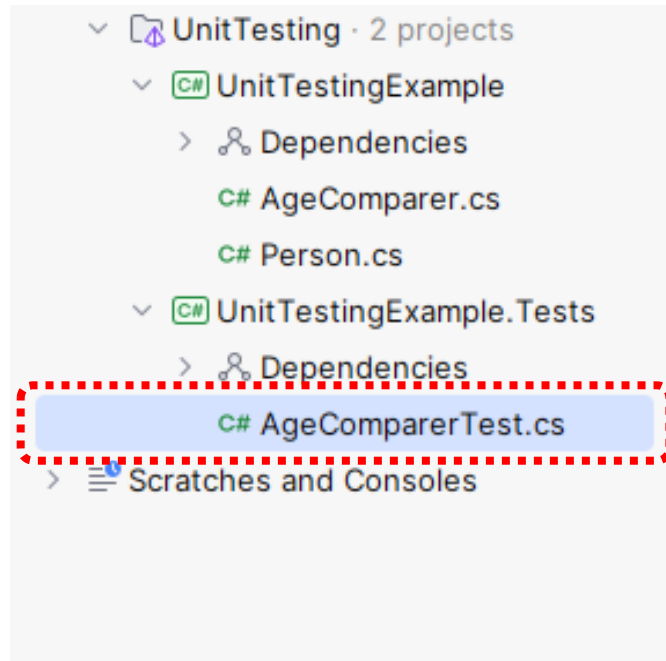 UnitTesting · 2 projects
C# UnitTestingExample
Dependencies
C# AgeComparer.cs
C# Person.cs
C# UnitTestingExample.Tests
Dependencies
C# AgeComparerTest.cs
Scratches and Consoles